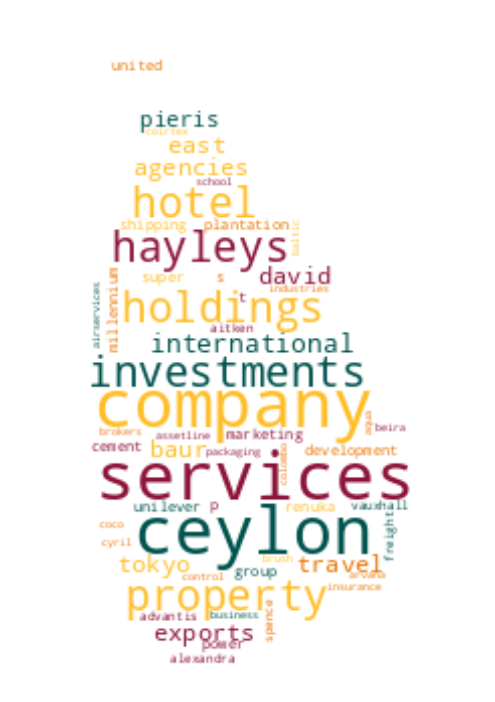 united
pieris
coirtex
east
agencies
school
hotel
shipping plantation
baltic
hayleys
david
super s
industries
airservices
millennium
t
holdings
aitken
international
investments
company
aqua
brokers
assetline
marketing
beira
cement
baur
packaging
development
colombo
services
unilever p
renuka
vauxhall
freight
coco
ceylon
cyril
brush
tokyo
control
group
travel
arvana
property
insurance
advantis
business
spence
exports
power
alexandra